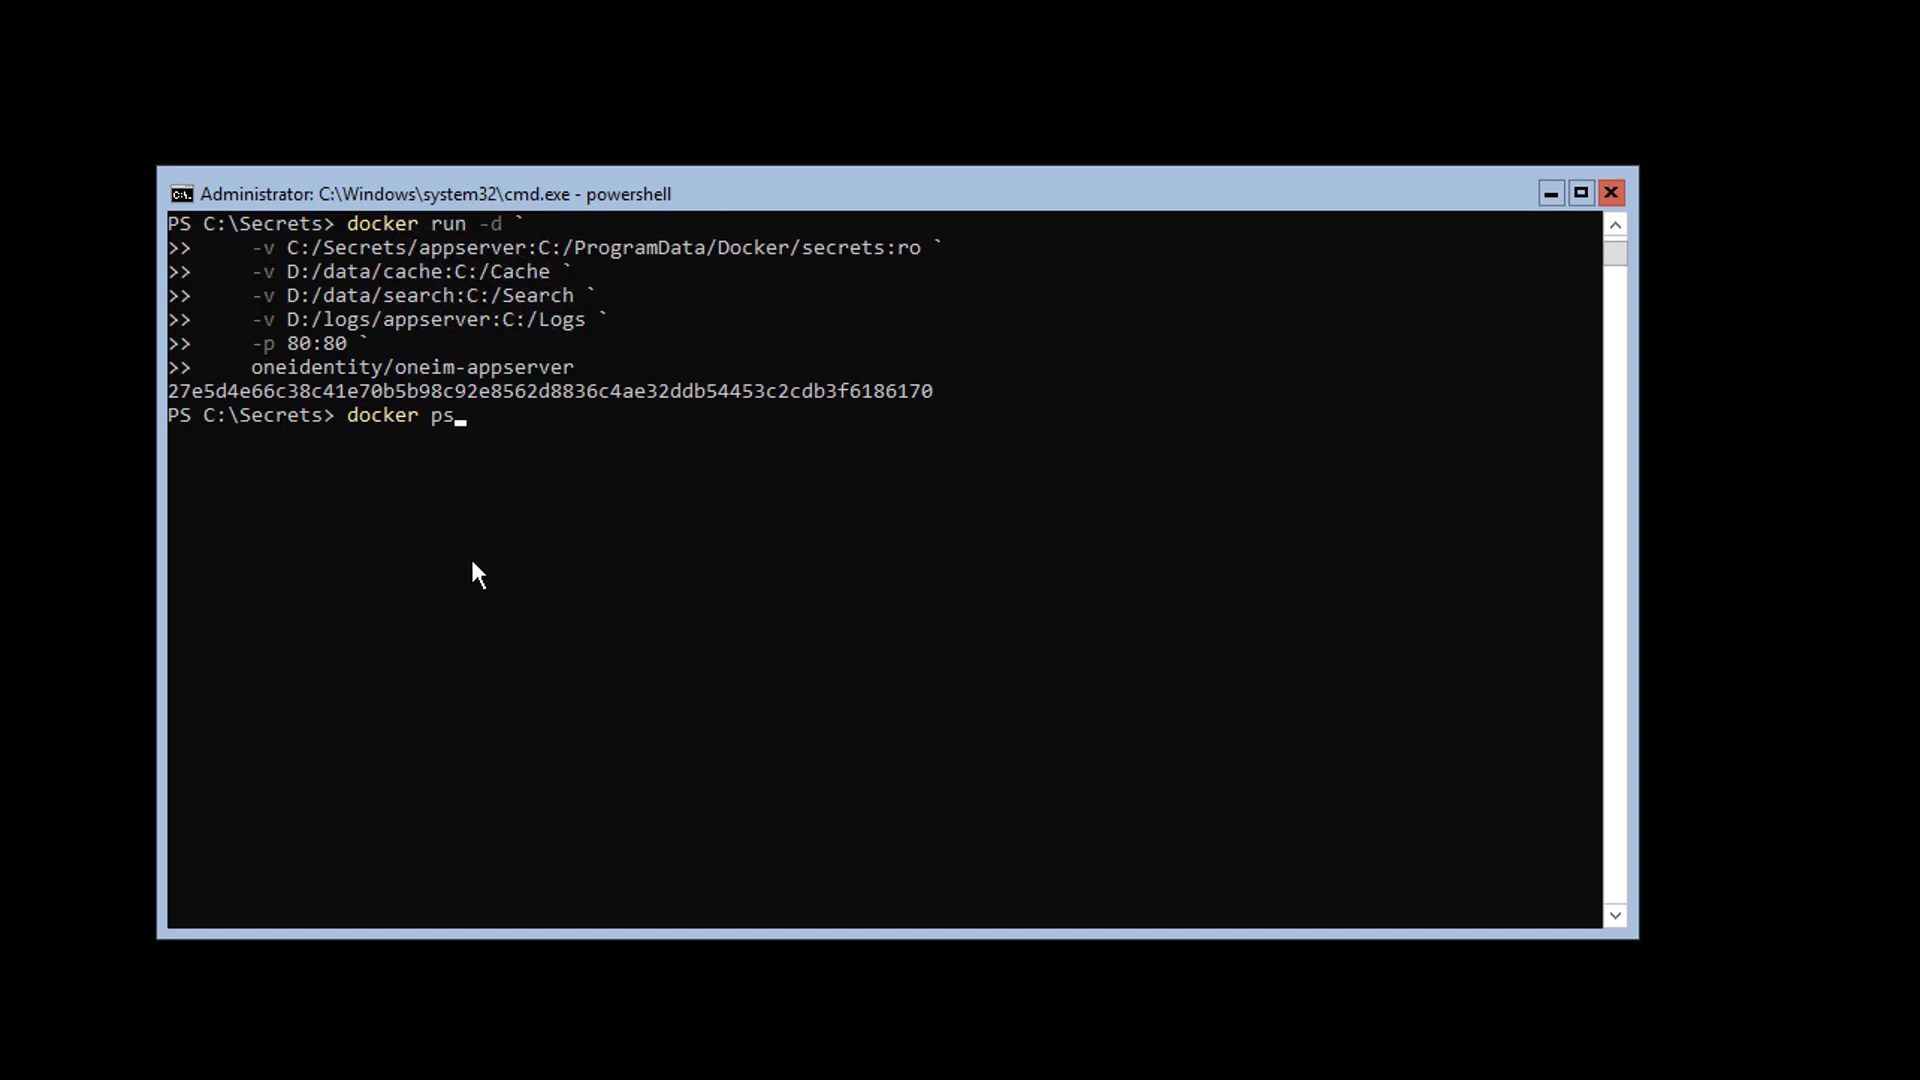 Administrator: C:\Windows\system32\cmd.exe - powershell
PS C:\Secrets> docker run -d `
>>     -v C:/Secrets/appserver:C:/ProgramData/Docker/secrets:ro `
>>     -v D:/data/cache:C:/Cache `
>>     -v D:/data/search:C:/Search `
>>     -v D:/logs/appserver:C:/Logs `
>>     -p 80:80 `
>>     oneidentity/oneim-appserver
27e5d4e66c38c41e70b5b98c92e8562d8836c4ae32ddb54453c2cdb3f6186170
PS C:\Secrets> docker ps